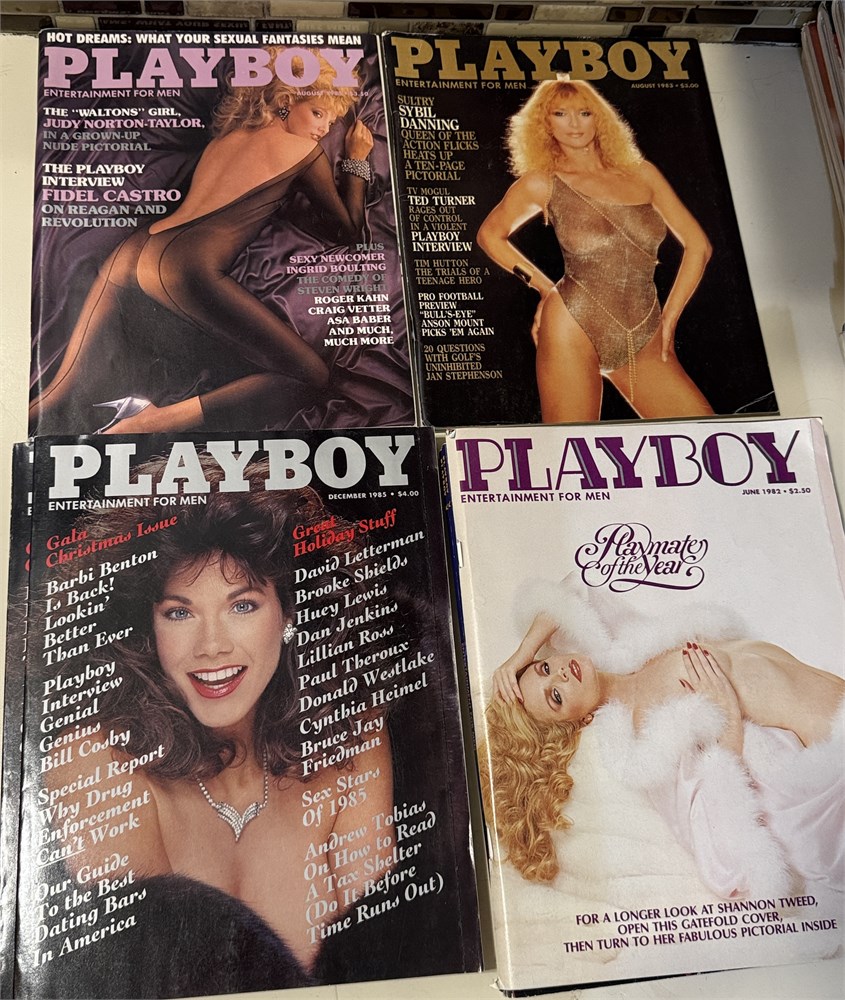 HOT DREAMS: WHAT YOUR SEXUAL FANTASIES MEAN
PLAYBOY
ENTERTAINMENT FOR MEN
AUGUST 1985 • $3.50
THE "WALTONS" GIRL,
JUDY NORTON-TAYLOR,
IN A GROWN-UP
NUDE PICTORIAL
THE PLAYBOY
INTERVIEW
FIDEL CASTRO
ON REAGAN AND
REVOLUTION
PLUS
SEXY NEWCOMER
INGRID BOULTING
THE COMEDY OF
STEVEN WRIGHT
ROGER KAHN
CRAIG VETTER
ASA BABER
AND MUCH,
MUCH MORE
PLAYBOY
ENTERTAINMENT FOR MEN
AUGUST 1983 • $3.00
SULTRY
SYBIL
DANNING
QUEEN OF THE
ACTION FLICKS
HEATS UP
A TEN-PAGE
PICTORIAL
TV MOGUL
TED TURNER
RAGES OUT
OF CONTROL
IN A VIOLENT
PLAYBOY
INTERVIEW
TIM HUTTON
THE TRIALS OF A
TEENAGE HERO
PRO FOOTBALL
PREVIEW
"BULL'S-EYE"
ANSON MOUNT
PICKS 'EM AGAIN
20 QUESTIONS
WITH GOLF'S
UNINHIBITED
JAN STEPHENSON
PLAYBOY
ENTERTAINMENT FOR MEN
DECEMBER 1985 • $4.00
Gala
Christmas Issue
Barbi Benton
Is Back!
Lookin'
Better
Than Ever
Playboy
Interview
Genial
Genius
Bill Cosby
Special Report
Why Drug
Enforcement
Can't Work
Our Guide
To the Best
Dating Bars
In America
Great
Holiday Stuff
David Letterman
Brooke Shields
Huey Lewis
Dan Jenkins
Lillian Ross
Paul Theroux
Donald Westlake
Cynthia Heimel
Bruce Jay
Friedman
Sex Stars
Of 1985
Andrew Tobias
On How to Read
A Tax Shelter
(Do It Before
Time Runs Out)
PLAYBOY
ENTERTAINMENT FOR MEN
JUNE 1982 • $2.50
Playmate
of the Year
FOR A LONGER LOOK AT SHANNON TWEED,
OPEN THIS GATEFOLD COVER,
THEN TURN TO HER FABULOUS PICTORIAL INSIDE